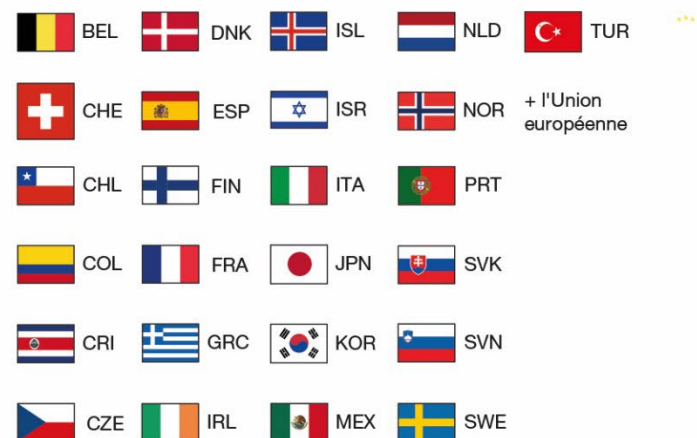 BEL DNK ISL NLD TUR
CHE ESP ISR NOR + l'Union
européenne
CHL FIN ITA PRT
COL FRA JPN SVK
CRI GRC KOR SVN
CZE IRL MEX SWE